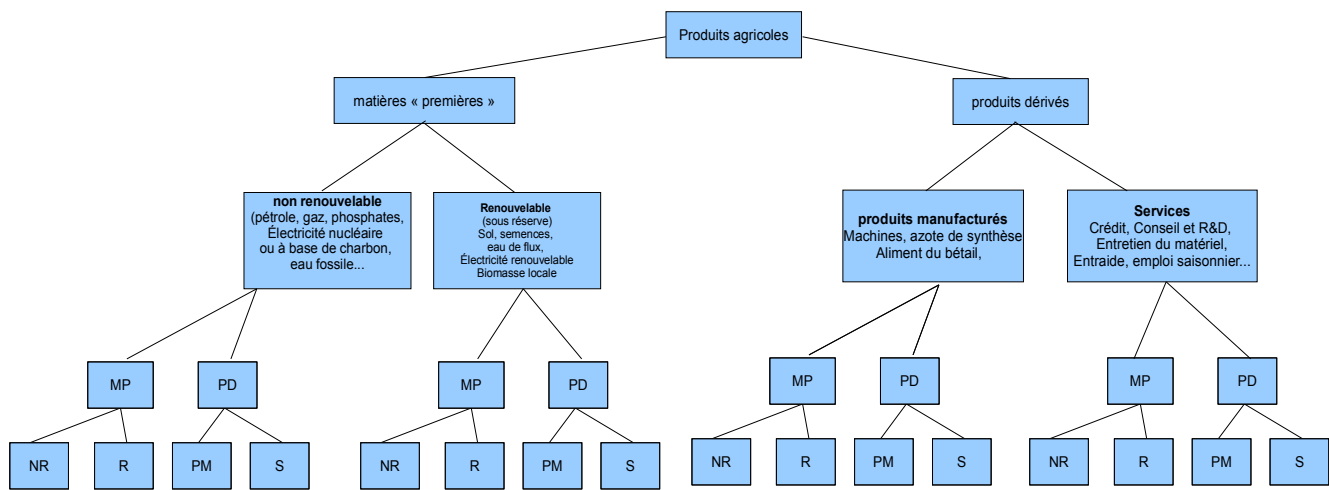 Produits agricoles
matières « premières »
produits dérivés
non renouvelable
(pétrole, gaz, phosphates,
Électricité nucléaire
ou à base de charbon,
eau fossile...
Renouvelable
(sous réserve)
Sol, semences,
eau de flux,
Électricité renouvelable
Biomasse locale
produits manufacturés
Machines, azote de synthèse
Aliment du bétail,
Services
Crédit, Conseil et R&D,
Entretien du matériel,
Entraide, emploi saisonnier...
MP
PD
MP
PD
MP
PD
MP
PD
NR
R
PM
S
NR
R
PM
S
NR
R
PM
S
NR
R
PM
S